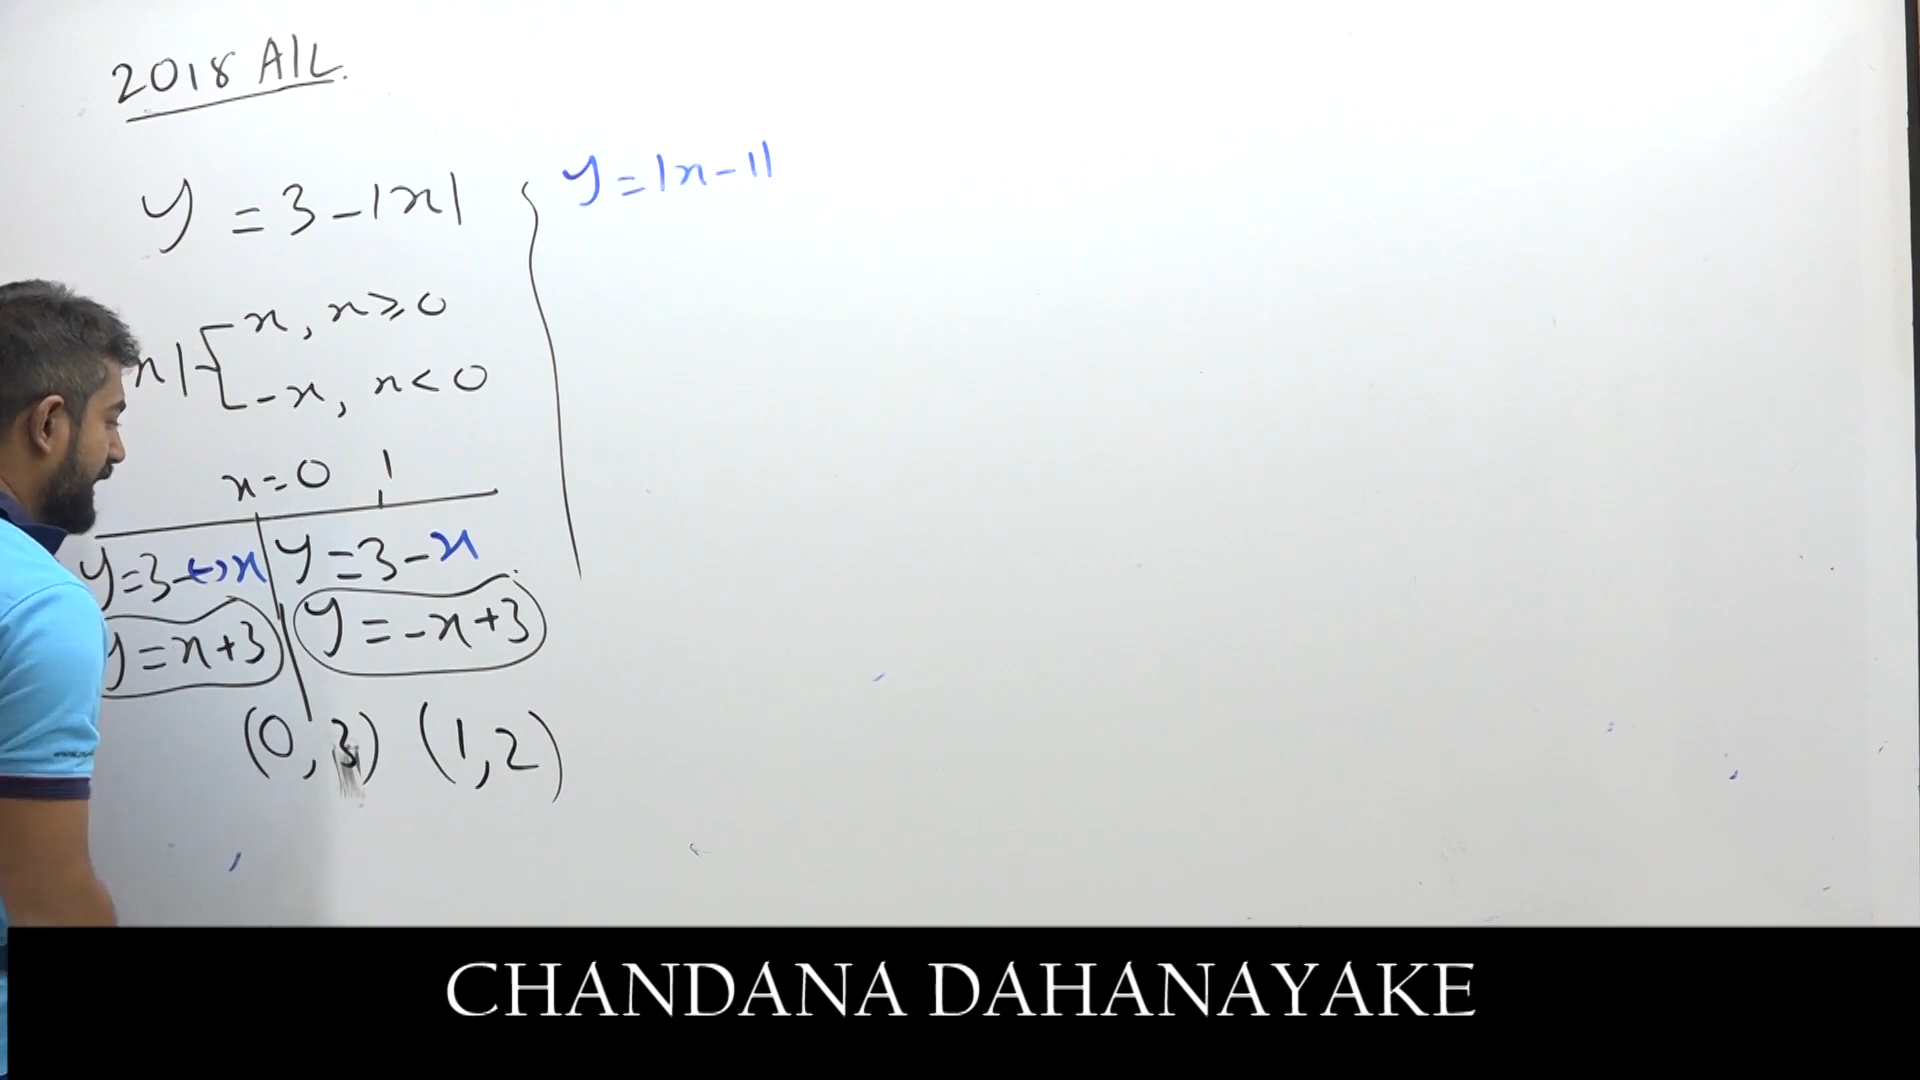 2018 A/L.
y = 3 - |x|
x| = x, x ≥ 0
-x, x < 0
x = 0 1
y = 3 - (-)x
y = x + 3
y = 3 - x
y = -x + 3
(0, 3) (1, 2)
y = |x - 1|
CHANDANA DAHANAYAKE